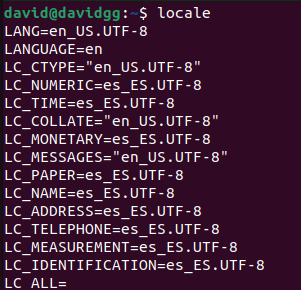 david@davidgg:~$ locale
LANG=en_US.UTF-8
LANGUAGE=en
LC_CTYPE="en_US.UTF-8"
LC_NUMERIC=es_ES.UTF-8
LC_TIME=es_ES.UTF-8
LC_COLLATE="en_US.UTF-8"
LC_MONETARY=es_ES.UTF-8
LC_MESSAGES="en_US.UTF-8"
LC_PAPER=es_ES.UTF-8
LC_NAME=es_ES.UTF-8
LC_ADDRESS=es_ES.UTF-8
LC_TELEPHONE=es_ES.UTF-8
LC_MEASUREMENT=es_ES.UTF-8
LC_IDENTIFICATION=es_ES.UTF-8
LC_ALL=